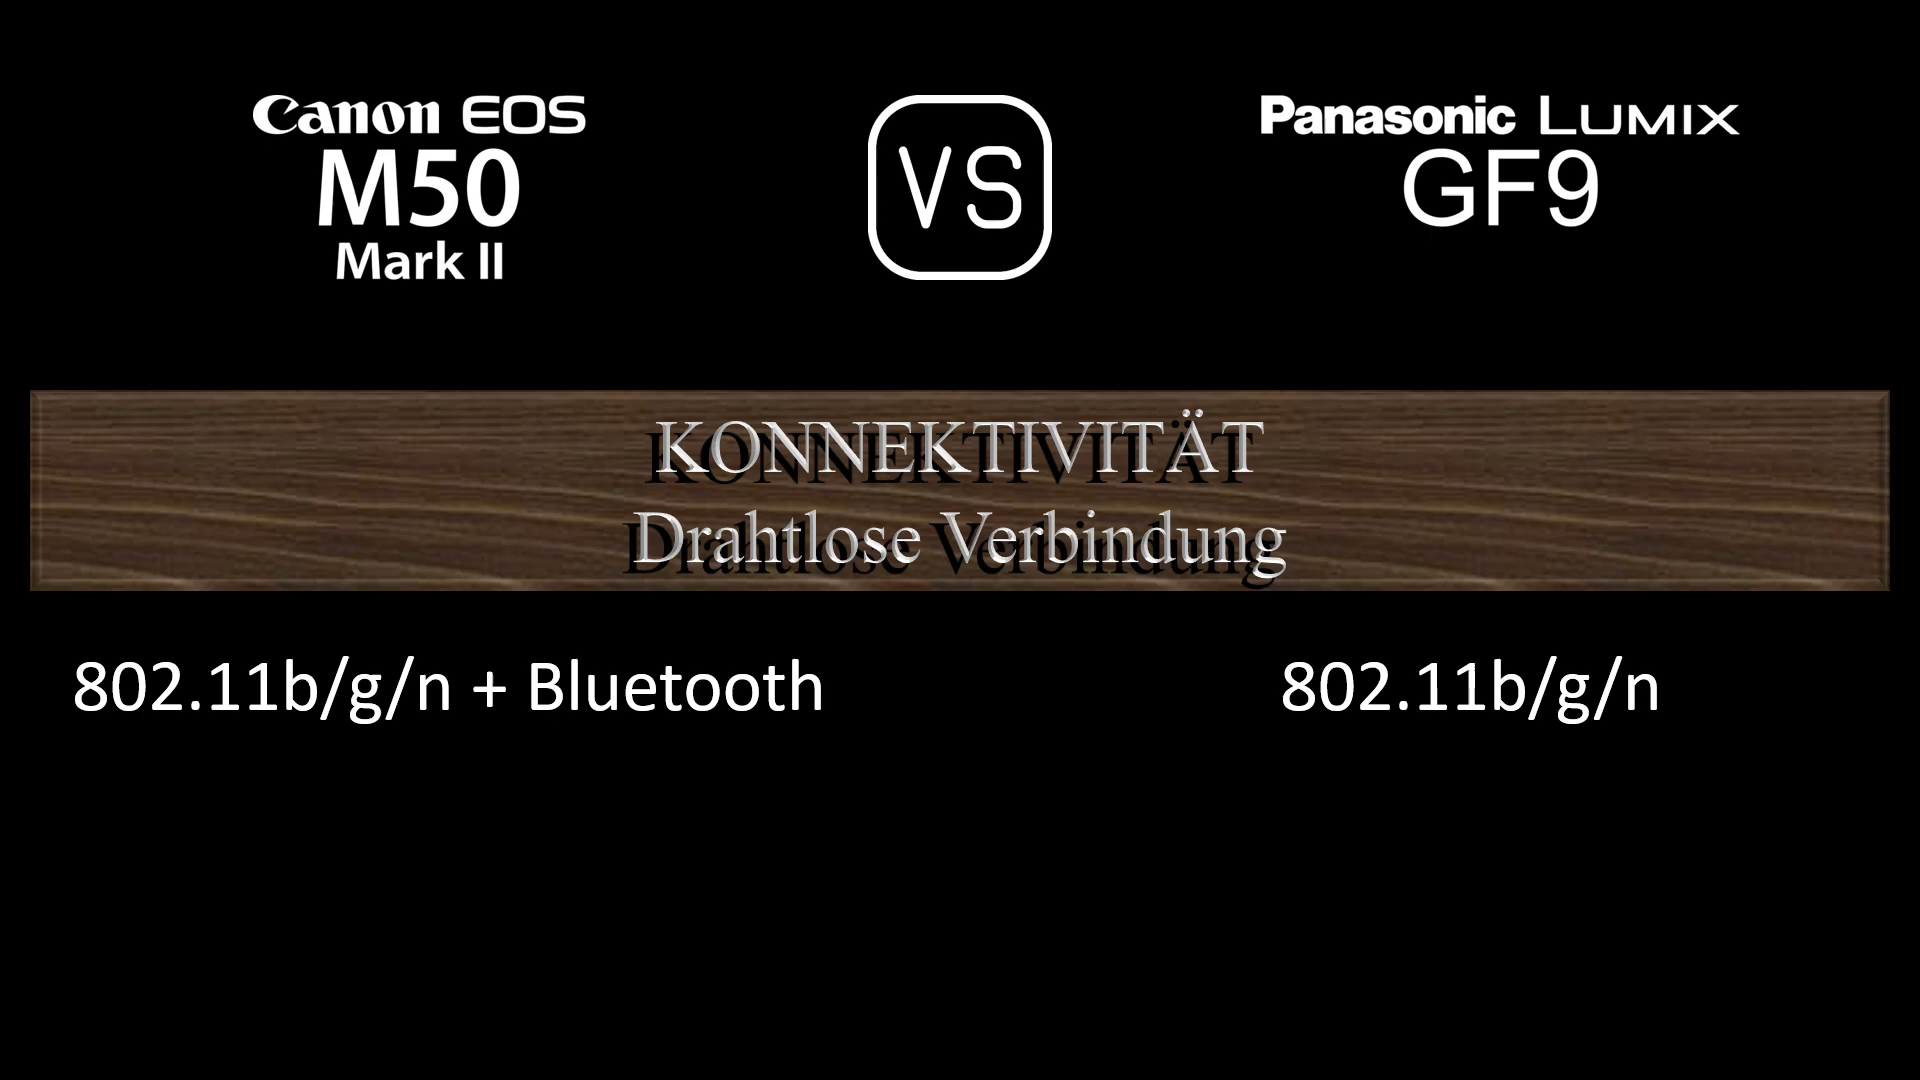 Canon EOS
M50
Mark II
VS
Panasonic LUMIX
GF9
KONNEKTIVITÄT
Drahtlose Verbindung
802.11b/g/n + Bluetooth
802.11b/g/n